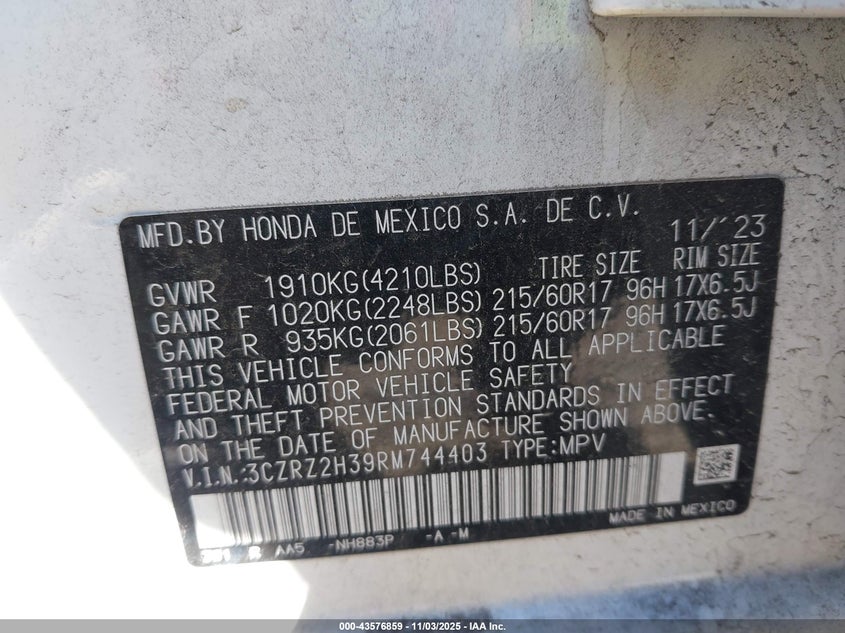 MFD.BY HONDA DE MEXICO S.A. DE C.V. 11/'23
TIRE SIZE RIM SIZE
GVWR 1910KG(4210LBS)
GAWR F 1020KG(2248LBS) 215/60R17 96H 17X6.5J
GAWR R 935KG(2061LBS) 215/60R17 96H 17X6.5J
THIS VEHICLE CONFORMS TO ALL APPLICABLE
FEDERAL MOTOR VEHICLE SAFETY
AND THEFT PREVENTION STANDARDS IN EFFECT
ON THE DATE OF MANUFACTURE SHOWN ABOVE.
V.I.N.:3CZRZ2H39RM744403 TYPE:MPV
AA5 -NH883P -A -M MADE IN MEXICO
000-43576859 - 11/03/2025 - IAA Inc.